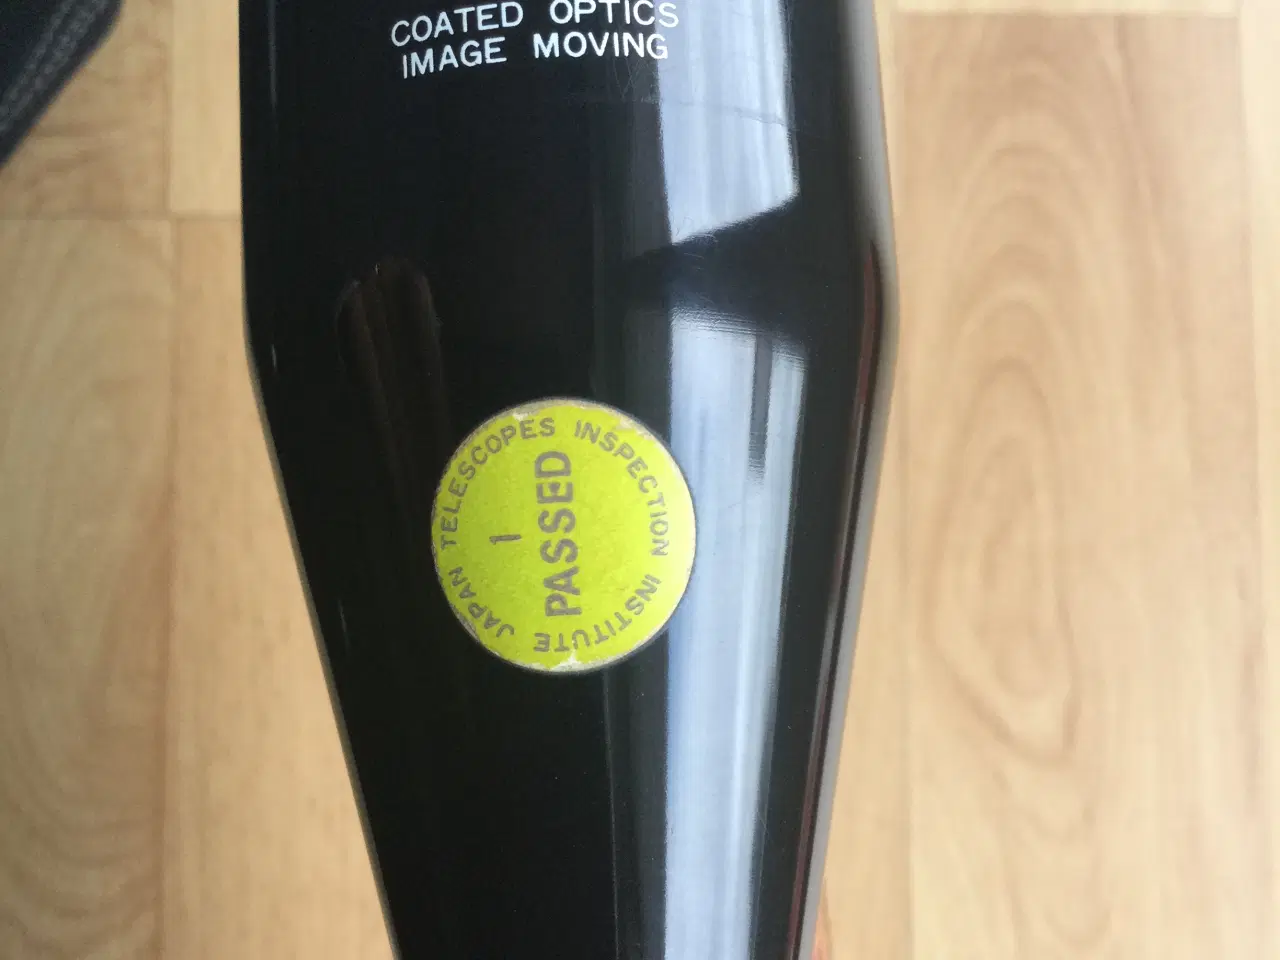 COATED OPTICS
IMAGE MOVING
JAPAN TELESCOPES INSPECTION INSTITUTE
1
PASSED